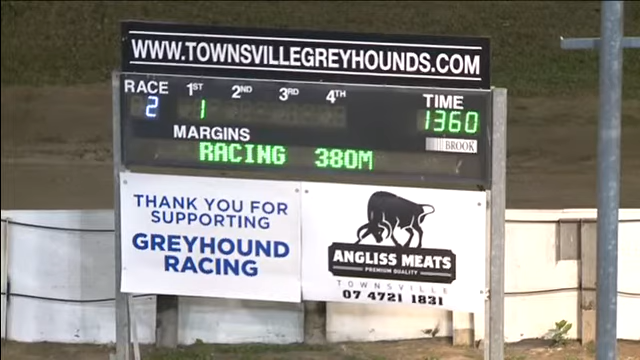 WWW.TOWNSVILLEGREYHOUNDS.COM
RACE 1ST 2ND 3RD 4TH TIME
2 1 1360
MARGINS BROOK
RACING 380M
THANK YOU FOR
SUPPORTING
GREYHOUND
RACING
ANGLISS MEATS
PREMIUM QUALITY
TOWNSVILLE
07 4721 1831